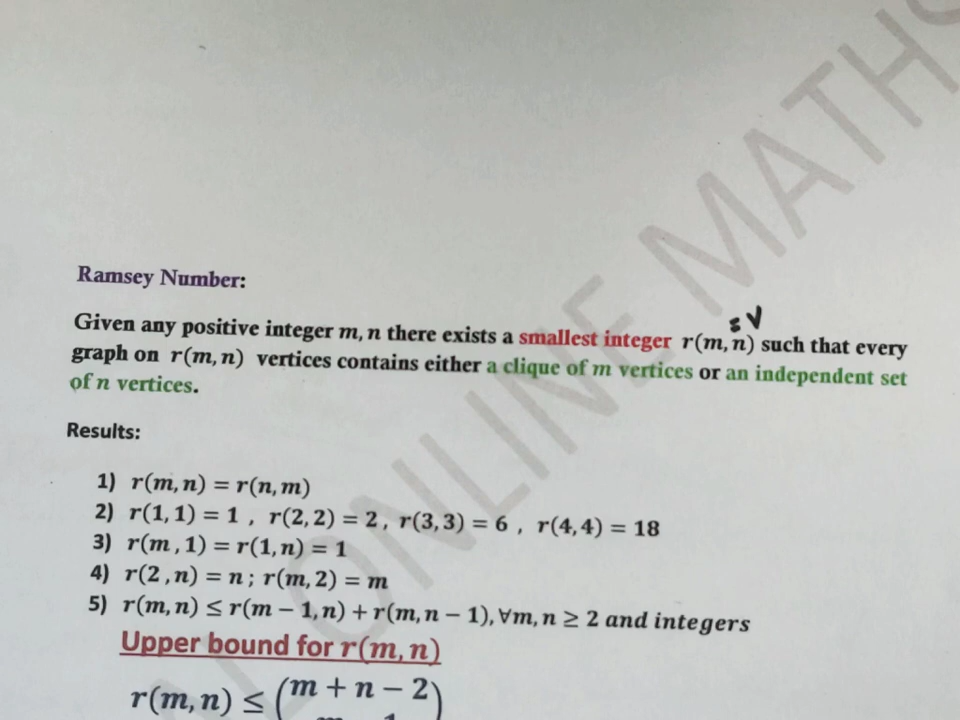 Ramsey Number:
Given any positive integer m, n there exists a smallest integer r(m, n) such that every
graph on r(m, n) vertices contains either a clique of m vertices or an independent set
of n vertices.
Results:
1) r(m, n) = r(n, m)
2) r(1, 1) = 1 , r(2, 2) = 2 , r(3, 3) = 6 , r(4, 4) = 18
3) r(m , 1) = r(1, n) = 1
4) r(2 , n) = n ; r(m, 2) = m
5) r(m, n) ≤ r(m − 1, n) + r(m, n − 1), ∀m, n ≥ 2 and integers
Upper bound for r(m, n)
r(m, n) ≤ (m + n − 2)
ONLINE MATHS